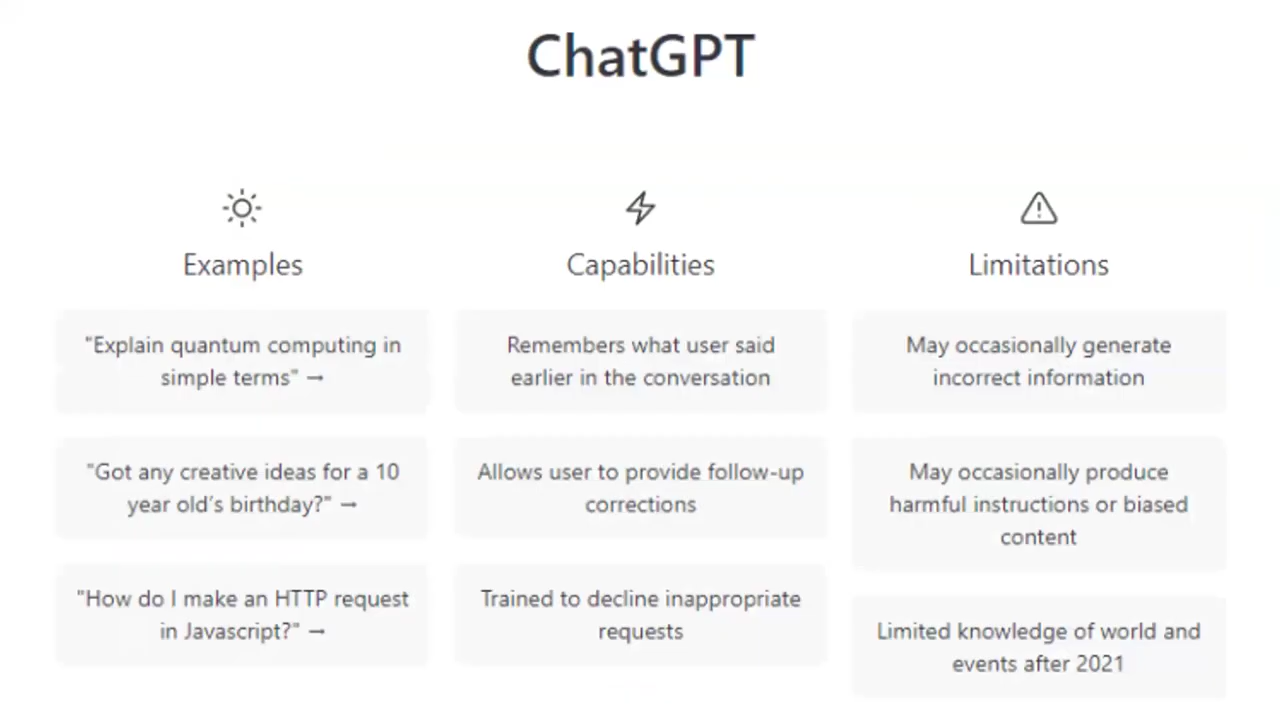 ChatGPT
Examples
"Explain quantum computing in
simple terms" →
"Got any creative ideas for a 10
year old's birthday?" →
"How do I make an HTTP request
in Javascript?" →
Capabilities
Remembers what user said
earlier in the conversation
Allows user to provide follow-up
corrections
Trained to decline inappropriate
requests
Limitations
May occasionally generate
incorrect information
May occasionally produce
harmful instructions or biased
content
Limited knowledge of world and
events after 2021